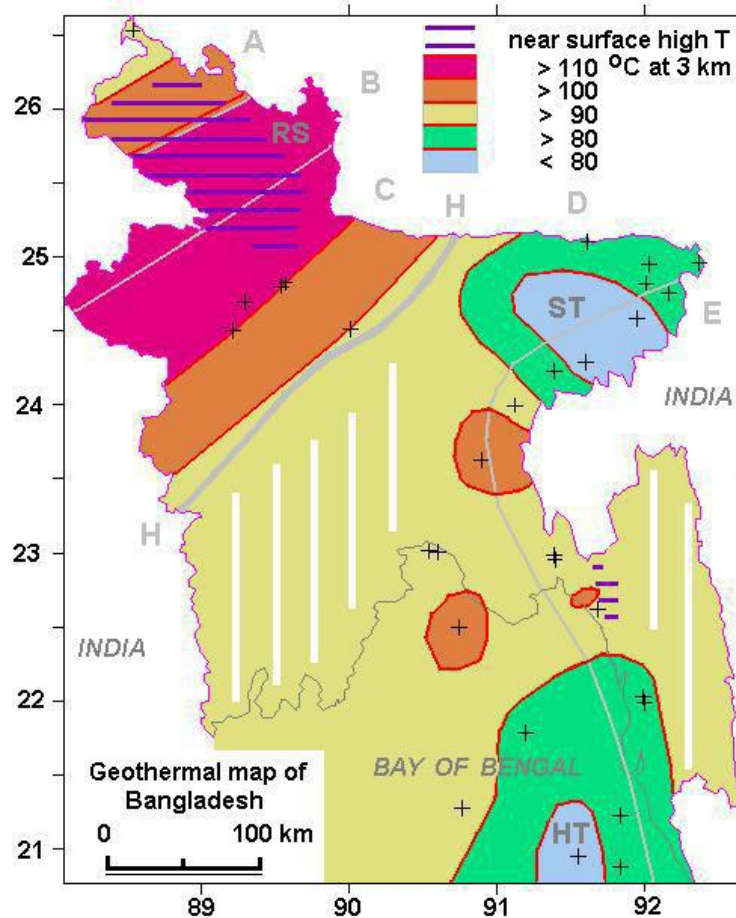 near surface high T
> 110 °C at 3 km
> 100
> 90
> 80
< 80
A
B
RS
C
H
D
ST
E
INDIA
H
INDIA
BAY OF BENGAL
HT
Geothermal map of
Bangladesh
0 100 km
26
25
24
23
22
21
89 90 91 92